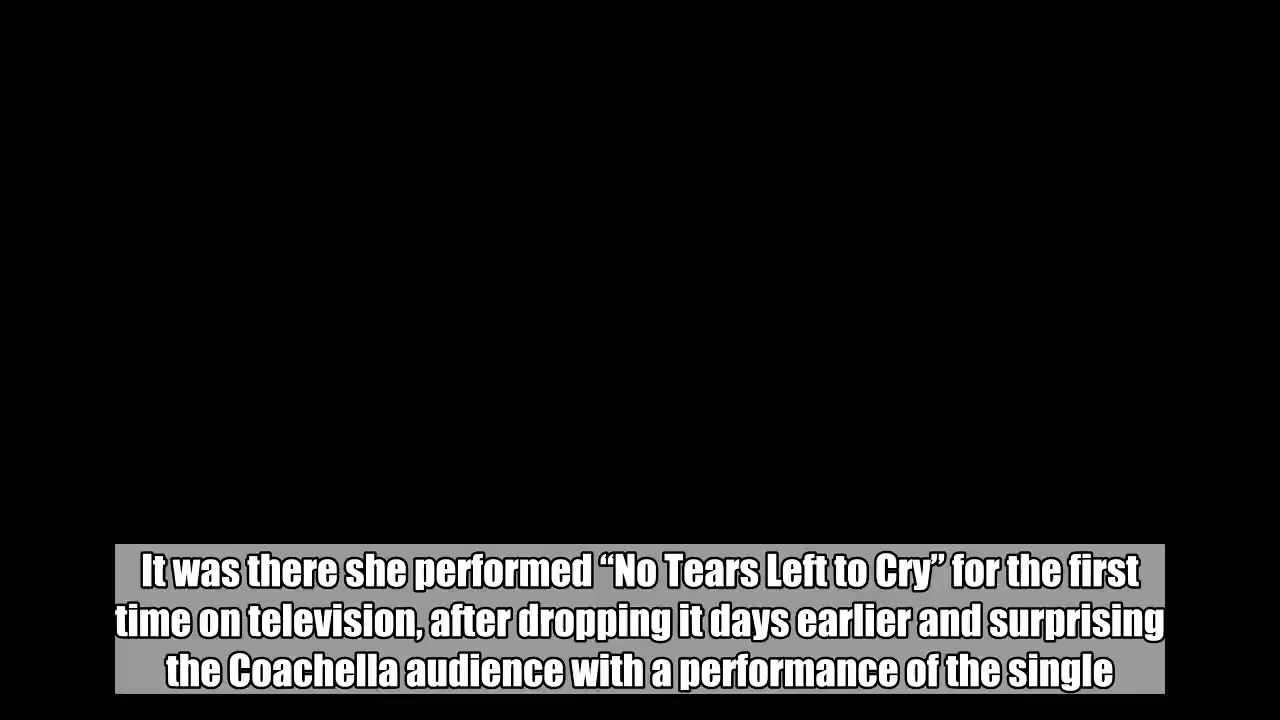 It was there she performed “No Tears Left to Cry” for the first
time on television, after dropping it days earlier and surprising
the Coachella audience with a performance of the single